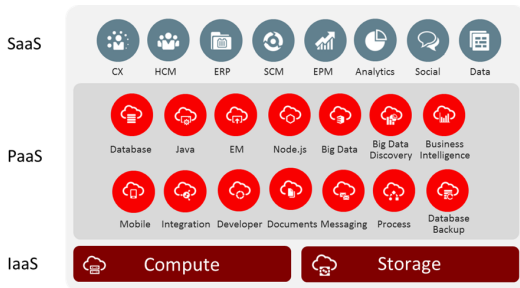 SaaS
CX HCM ERP SCM EPM Analytics Social Data
PaaS
Database Java EM Node.js Big Data Big Data Discovery Business Intelligence
Mobile Integration Developer Documents Messaging Process Database Backup
IaaS
Compute Storage